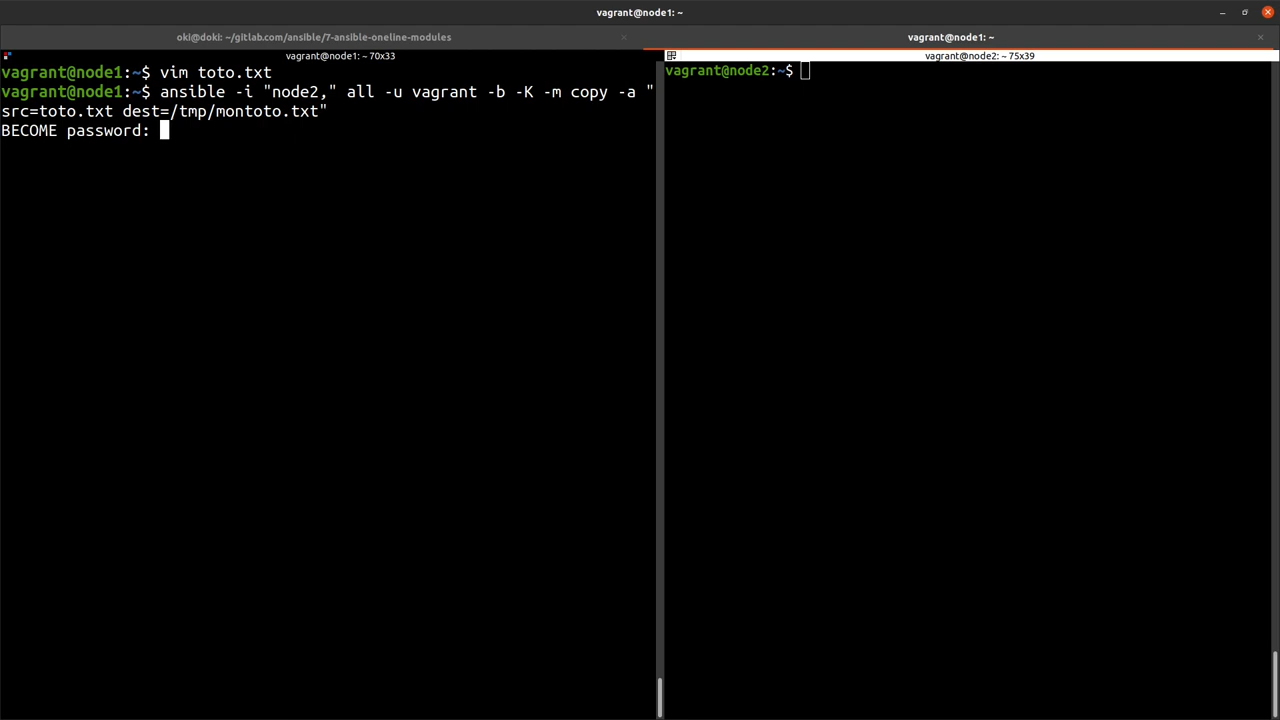 vagrant@node1: ~
oki@doki: ~/gitlab.com/ansible/7-ansible-oneline-modules
vagrant@node1: ~
vagrant@node1: ~ 70x33
vagrant@node1:~$ vim toto.txt
vagrant@node1:~$ ansible -i "node2," all -u vagrant -b -K -m copy -a "
src=toto.txt dest=/tmp/montoto.txt"
BECOME password:
vagrant@node2: ~ 75x39
vagrant@node2:~$